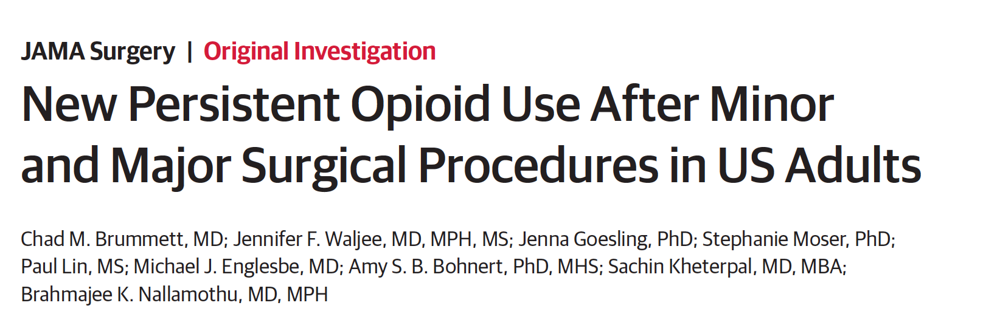 JAMA Surgery | Original Investigation
New Persistent Opioid Use After Minor
and Major Surgical Procedures in US Adults
Chad M. Brummett, MD; Jennifer F. Waljee, MD, MPH, MS; Jenna Goesling, PhD; Stephanie Moser, PhD;
Paul Lin, MS; Michael J. Englesbe, MD; Amy S. B. Bohnert, PhD, MHS; Sachin Kheterpal, MD, MBA;
Brahmajee K. Nallamothu, MD, MPH